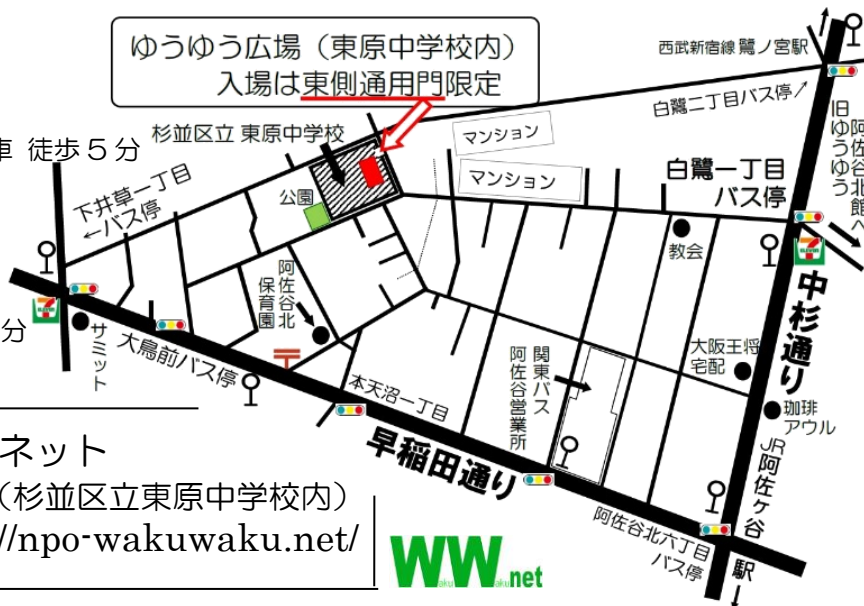 ゆうゆう広場（東原中学校内）
入場は東側通用門限定
西武新宿線 鷺ノ宮駅
白鷺二丁目バス停↗
旧阿佐谷北館へ
ゆうゆう
車 徒歩５分
杉並区立 東原中学校
マンション
マンション
白鷺一丁目
バス停
下井草一丁目
←バス停
公園
教会
阿佐谷北
保育園
中杉通り
分
サミット
大鳥前バス停
本天沼一丁目
関東バス
阿佐谷営業所
大阪王将
宅配
珈琲
アウル
早稲田通り
JR阿佐ヶ谷駅
阿佐谷北六丁目
バス停
ネット
（杉並区立東原中学校内）
//npo-wakuwaku.net/
WW.net